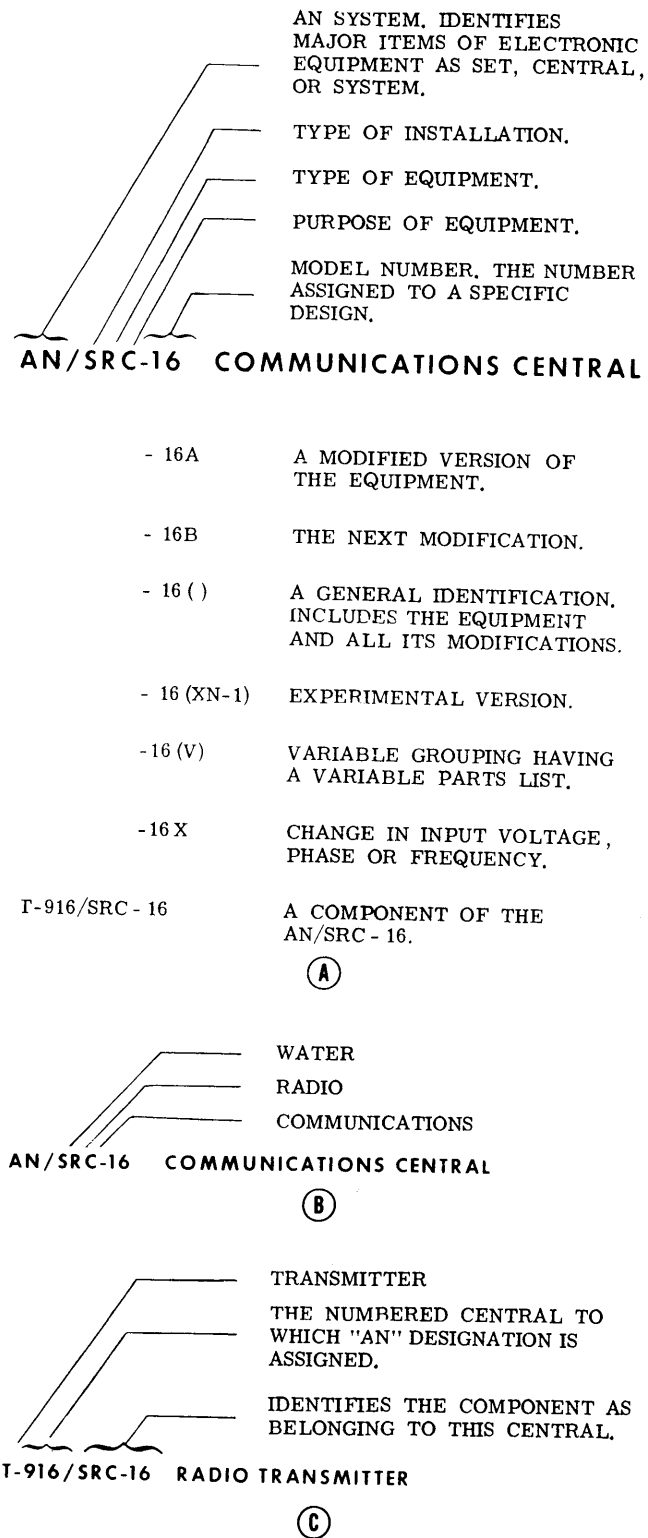 AN SYSTEM. IDENTIFIES
MAJOR ITEMS OF ELECTRONIC
EQUIPMENT AS SET, CENTRAL,
OR SYSTEM.
TYPE OF INSTALLATION.
TYPE OF EQUIPMENT.
PURPOSE OF EQUIPMENT.
MODEL NUMBER. THE NUMBER
ASSIGNED TO A SPECIFIC
DESIGN.
AN/SRC-16 COMMUNICATIONS CENTRAL
- 16A A MODIFIED VERSION OF
THE EQUIPMENT.
- 16B THE NEXT MODIFICATION.
- 16 ( ) A GENERAL IDENTIFICATION.
INCLUDES THE EQUIPMENT
AND ALL ITS MODIFICATIONS.
- 16 (XN-1) EXPERIMENTAL VERSION.
-16 (V) VARIABLE GROUPING HAVING
A VARIABLE PARTS LIST.
-16 X CHANGE IN INPUT VOLTAGE,
PHASE OR FREQUENCY.
T-916/SRC - 16 A COMPONENT OF THE
AN/SRC - 16.
A
WATER
RADIO
COMMUNICATIONS
AN/SRC-16 COMMUNICATIONS CENTRAL
B
TRANSMITTER
THE NUMBERED CENTRAL TO
WHICH "AN" DESIGNATION IS
ASSIGNED.
IDENTIFIES THE COMPONENT AS
BELONGING TO THIS CENTRAL.
T-916/SRC-16 RADIO TRANSMITTER
C